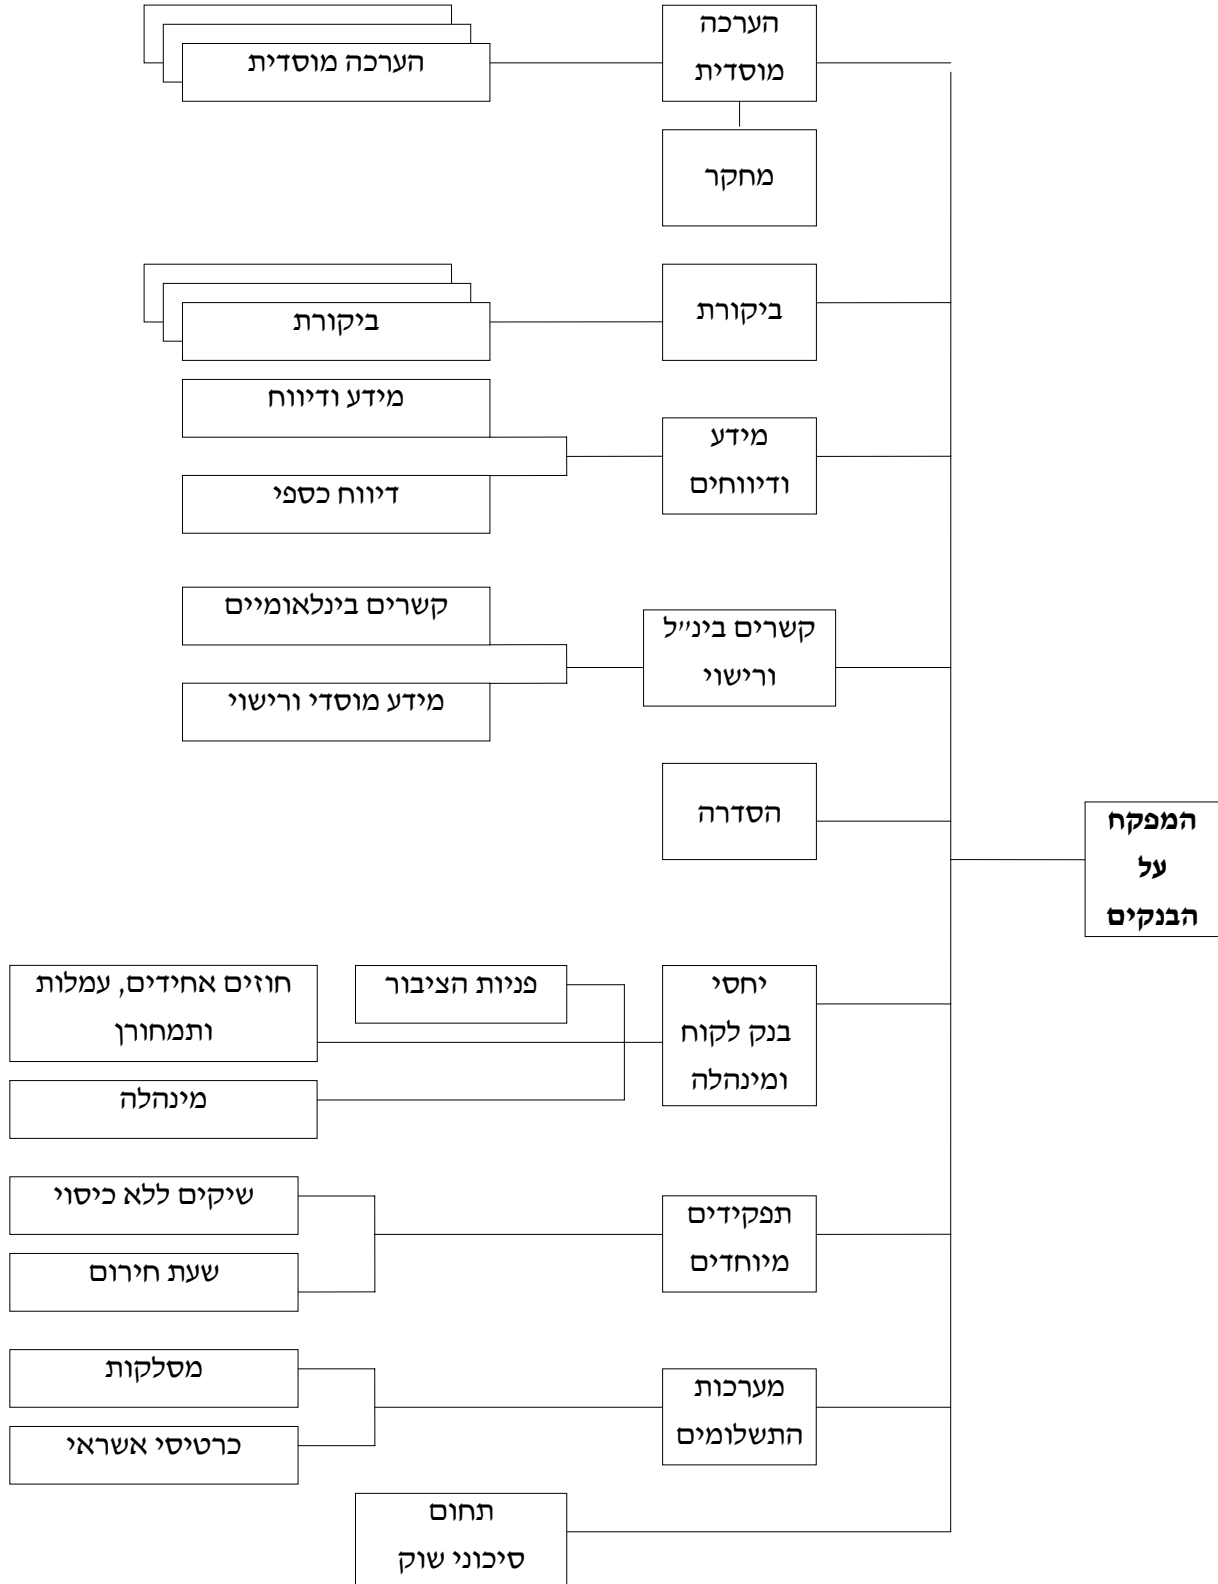 המפקח
על
הבנקים
הערכה
מוסדית
הערכה מוסדית
מחקר
ביקורת
ביקורת
מידע
ודיווחים
מידע ודיווח
דיווח כספי
קשרים בינ״ל
ורישוי
קשרים בינלאומיים
מידע מוסדי ורישוי
הסדרה
יחסי
בנק לקוח
ומינהלה
פניות הציבור
חוזים אחידים, עמלות
ותמחורן
מינהלה
תפקידים
מיוחדים
שיקים ללא כיסוי
שעת חירום
מערכות
התשלומים
מסלקות
כרטיסי אשראי
תחום
סיכוני שוק